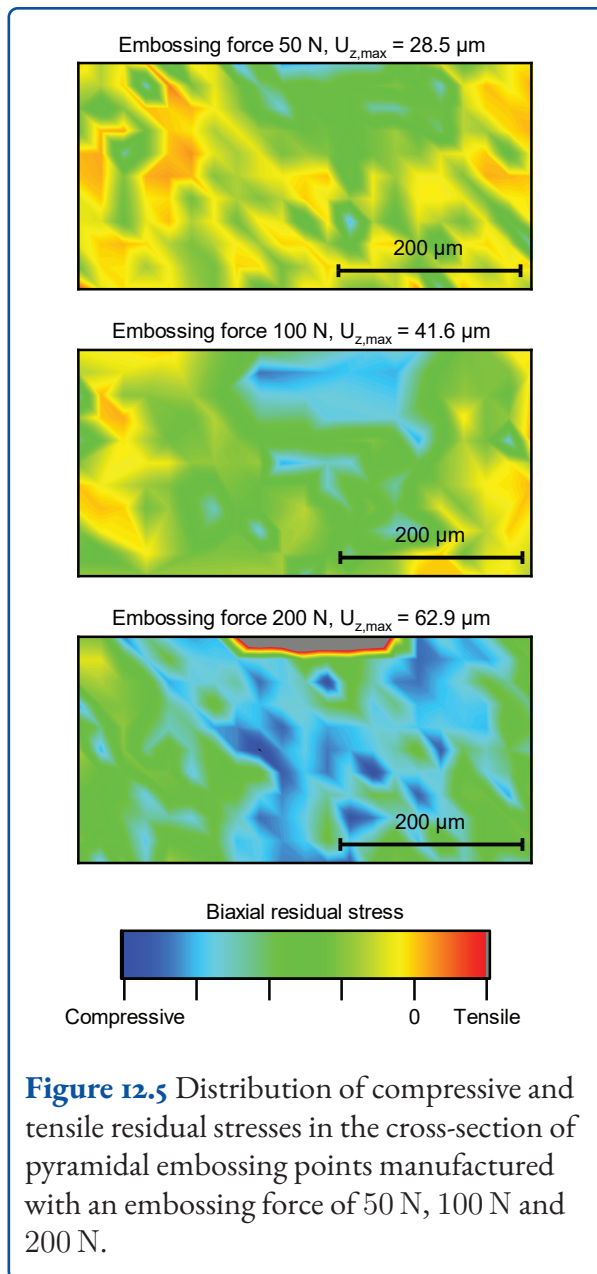 Embossing force 50 N, Uz,max = 28.5 µm
200 µm
Embossing force 100 N, Uz,max = 41.6 µm
200 µm
Embossing force 200 N, Uz,max = 62.9 µm
200 µm
Biaxial residual stress
Compressive 0 Tensile
Figure 12.5 Distribution of compressive and
tensile residual stresses in the cross-section of
pyramidal embossing points manufactured
with an embossing force of 50 N, 100 N and
200 N.